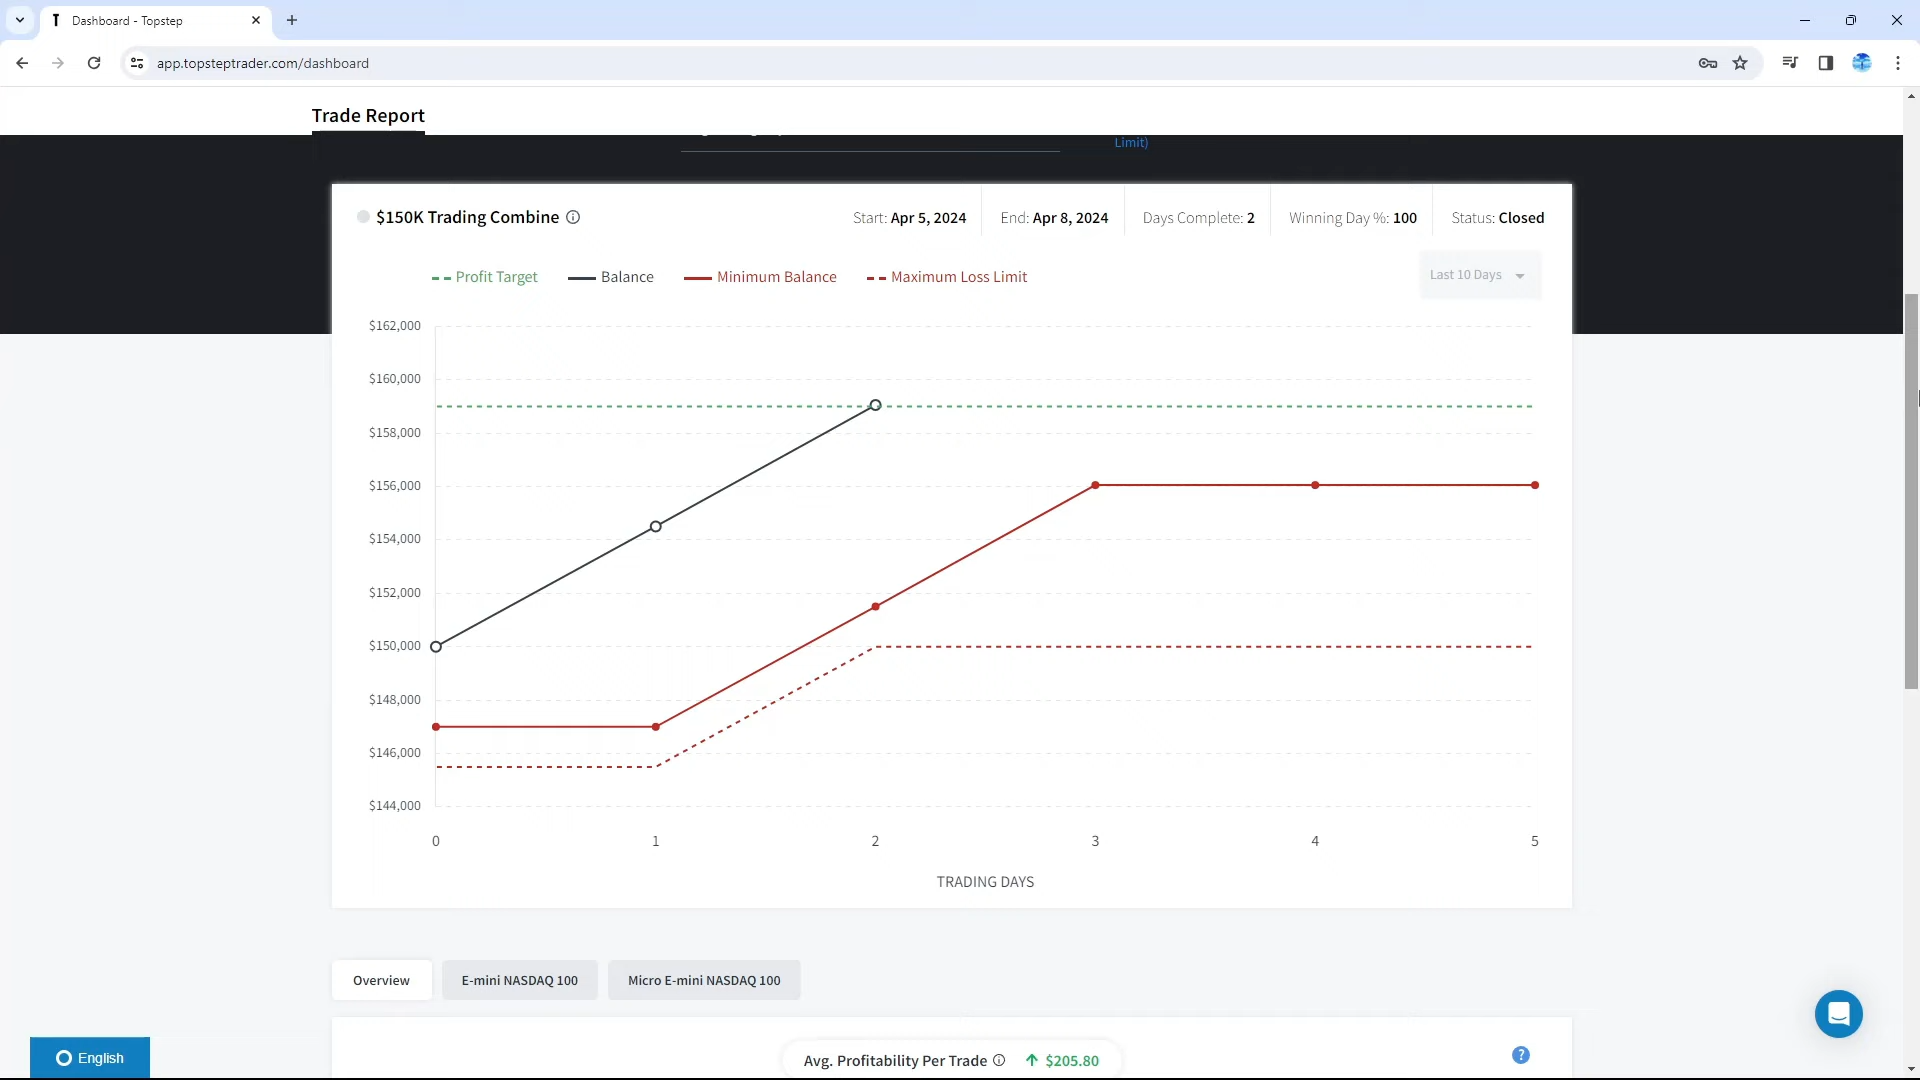 Dashboard - Topstep
app.topsteptrader.com/dashboard
Trade Report
Limit)
$150K Trading Combine
Start: Apr 5, 2024
End: Apr 8, 2024
Days Complete: 2
Winning Day %: 100
Status: Closed
Profit Target
Balance
Minimum Balance
Maximum Loss Limit
Last 10 Days
$162,000
$160,000
$158,000
$156,000
$154,000
$152,000
$150,000
$148,000
$146,000
$144,000
0 1 2 3 4 5
TRADING DAYS
Overview
E-mini NASDAQ 100
Micro E-mini NASDAQ 100
English
Avg. Profitability Per Trade
$205.80
?